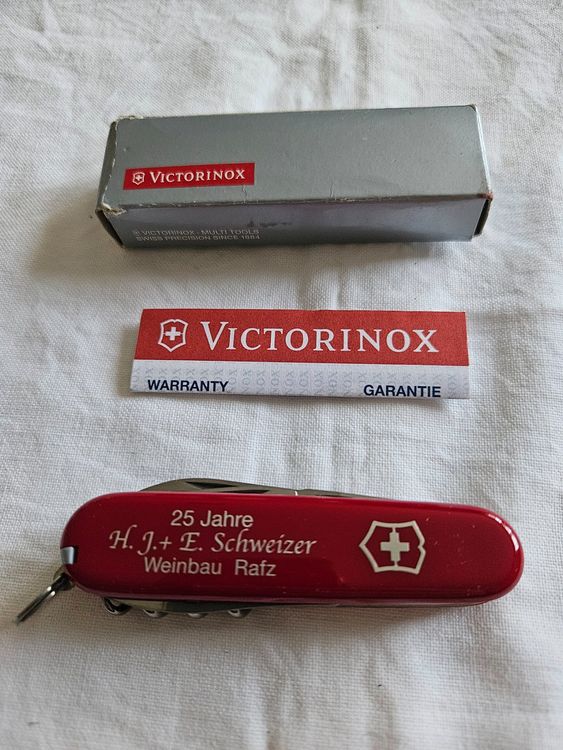 VICTORINOX
VICTORINOX - MULTI TOOLS
SWISS PRECISION SINCE 1884
VICTORINOX
WARRANTY GARANTIE
25 Jahre
H. J.+ E. Schweizer
Weinbau Rafz